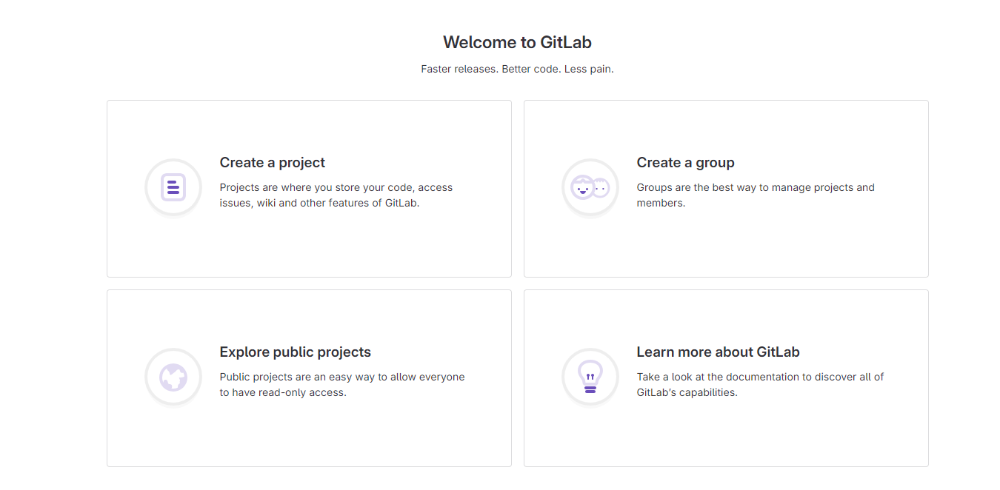 Welcome to GitLab
Faster releases. Better code. Less pain.
Create a project
Projects are where you store your code, access
issues, wiki and other features of GitLab.
Create a group
Groups are the best way to manage projects and
members.
Explore public projects
Public projects are an easy way to allow everyone
to have read-only access.
Learn more about GitLab
Take a look at the documentation to discover all of
GitLab's capabilities.